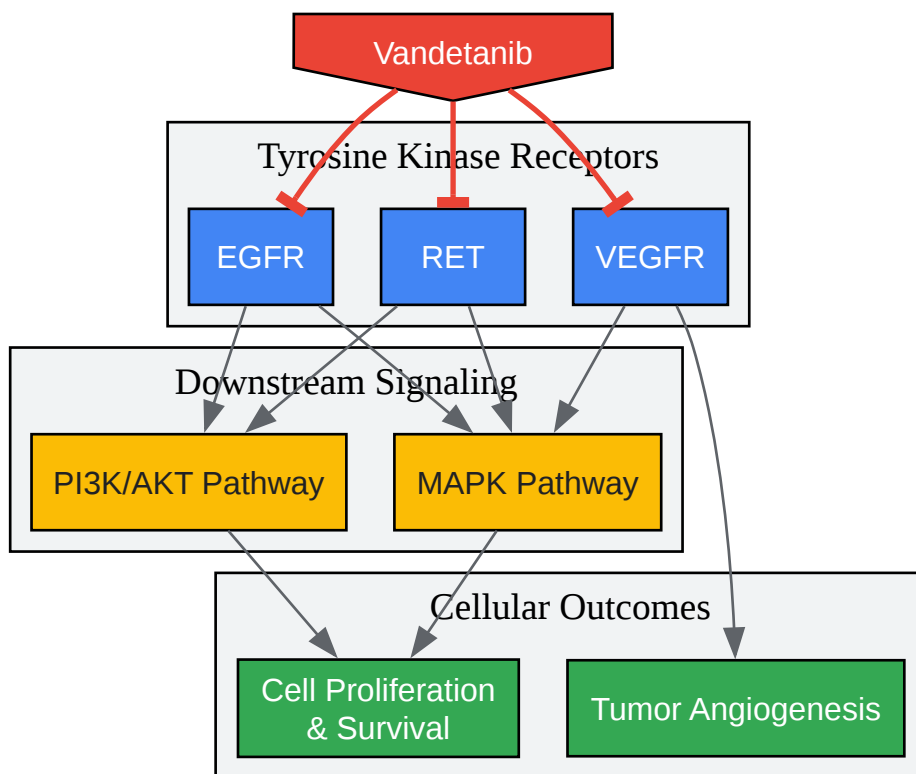 Vandetanib
Tyrosine Kinase Receptors
EGFR
RET
VEGFR
Downstream Signaling
PI3K/AKT Pathway
MAPK Pathway
Cellular Outcomes
Cell Proliferation
& Survival
Tumor Angiogenesis